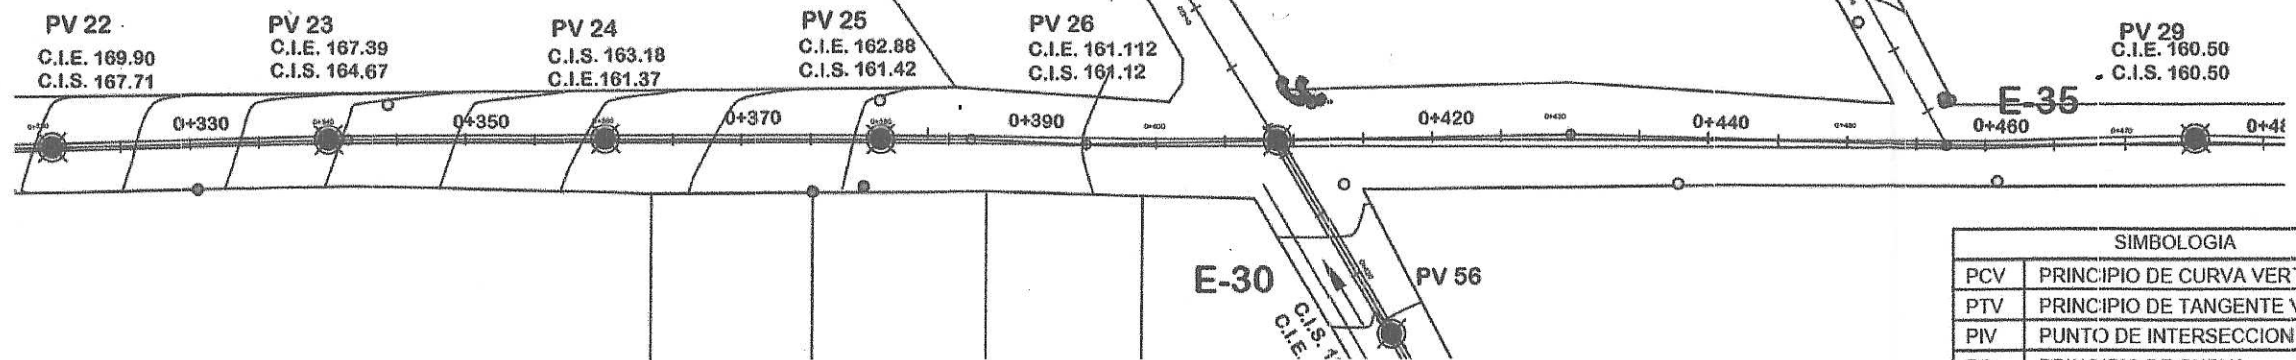 PV 22
C.I.E. 169.90
C.I.S. 167.71
PV 23
C.I.E. 167.39
C.I.S. 164.67
PV 24
C.I.S. 163.18
C.I.E.161.37
PV 25
C.I.E. 162.88
C.I.S. 161.42
PV 26
C.I.E. 161.112
C.I.S. 161.12
PV 29
C.I.E. 160.50
C.I.S. 160.50
E-35
0+330
0+350
0+370
0+390
0+420
0+440
0+460
0+48
E-30
PV 56
C.I.S.
C.I.E.
SIMBOLOGIA
PCV PRINCIPIO DE CURVA VER
PTV PRINCIPIO DE TANGENTE V
PIV PUNTO DE INTERSECCION